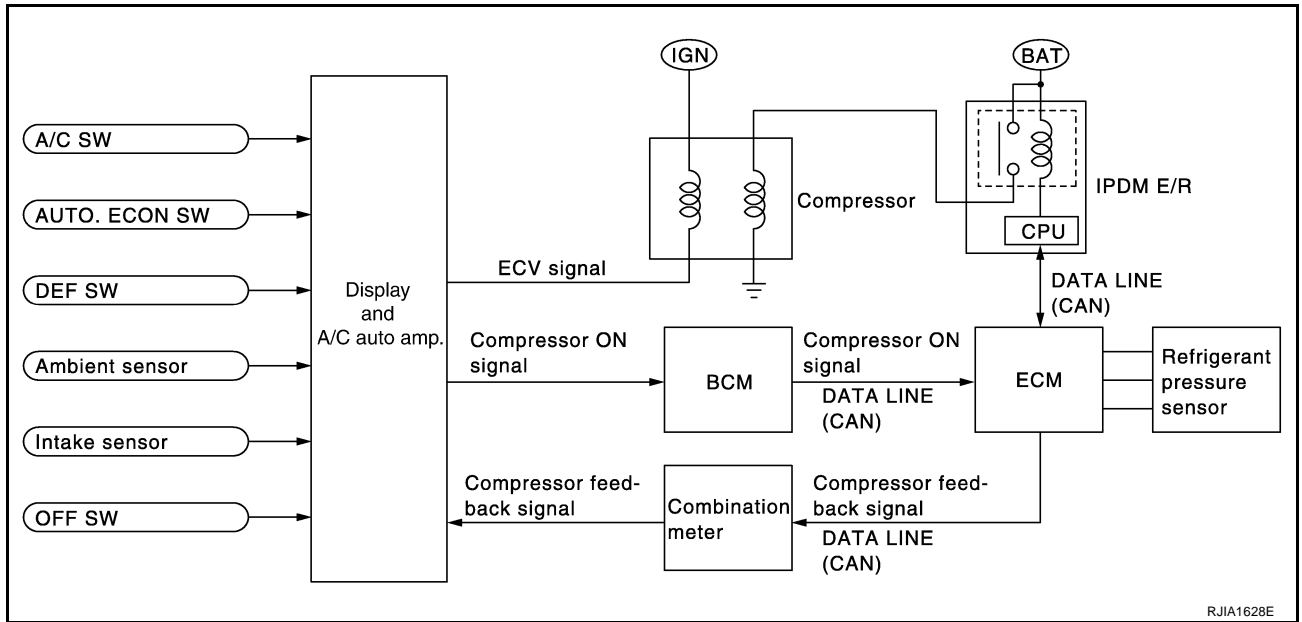 IGN
BAT
A/C SW
AUTO. ECON SW
DEF SW
Ambient sensor
Intake sensor
OFF SW
Display
and
A/C auto amp.
Compressor
IPDM E/R
CPU
ECV signal
DATA LINE
(CAN)
Compressor ON
signal
BCM
Compressor ON
signal
DATA LINE
(CAN)
ECM
Refrigerant
pressure
sensor
Compressor feed-
back signal
Combination
meter
Compressor feed-
back signal
DATA LINE
(CAN)
RJIA1628E